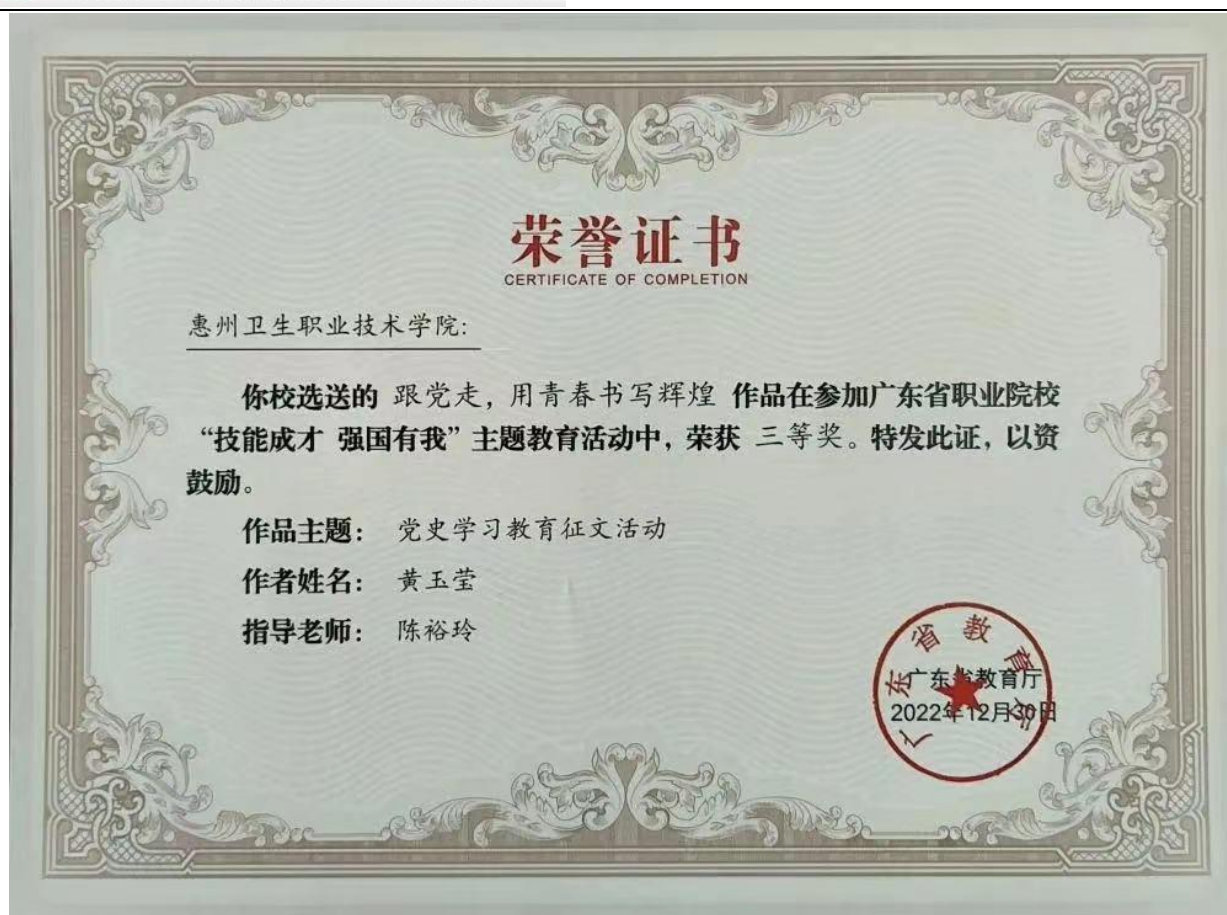 荣誉证书
CERTIFICATE OF COMPLETION
惠州卫生职业技术学院:
你校选送的 跟党走，用青春书写辉煌 作品在参加广东省职业院校
“技能成才 强国有我”主题教育活动中，荣获 三等奖。特发此证，以资
鼓励。
作品主题： 党史学习教育征文活动
作者姓名： 黄玉莹
指导老师： 陈裕玲
广东省教育厅
广东省教育厅
2022年12月30日